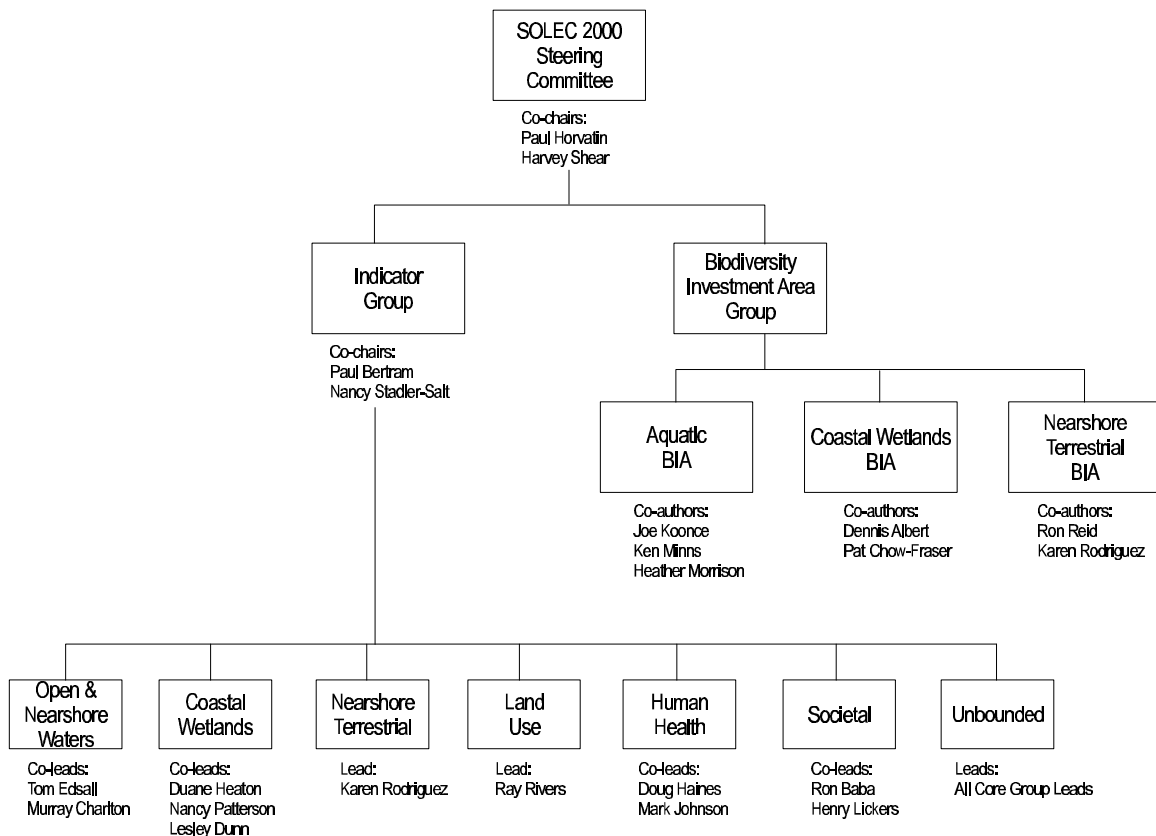 SOLEC 2000
Steering
Committee
Co-chairs:
Paul Horvatin
Harvey Shear
Indicator
Group
Co-chairs:
Paul Bertram
Nancy Stadler-Salt
Biodiversity
Investment Area
Group
Aquatic
BIA
Co-authors:
Joe Koonce
Ken Minns
Heather Morrison
Coastal Wetlands
BIA
Co-authors:
Dennis Albert
Pat Chow-Fraser
Nearshore
Terrestrial
BIA
Co-authors:
Ron Reid
Karen Rodriguez
Open &
Nearshore
Waters
Co-leads:
Tom Edsall
Murray Charlton
Coastal
Wetlands
Co-leads:
Duane Heaton
Nancy Patterson
Lesley Dunn
Nearshore
Terrestrial
Lead:
Karen Rodriguez
Land
Use
Lead:
Ray Rivers
Human
Health
Co-leads:
Doug Haines
Mark Johnson
Societal
Co-leads:
Ron Baba
Henry Lickers
Unbounded
Leads:
All Core Group Leads